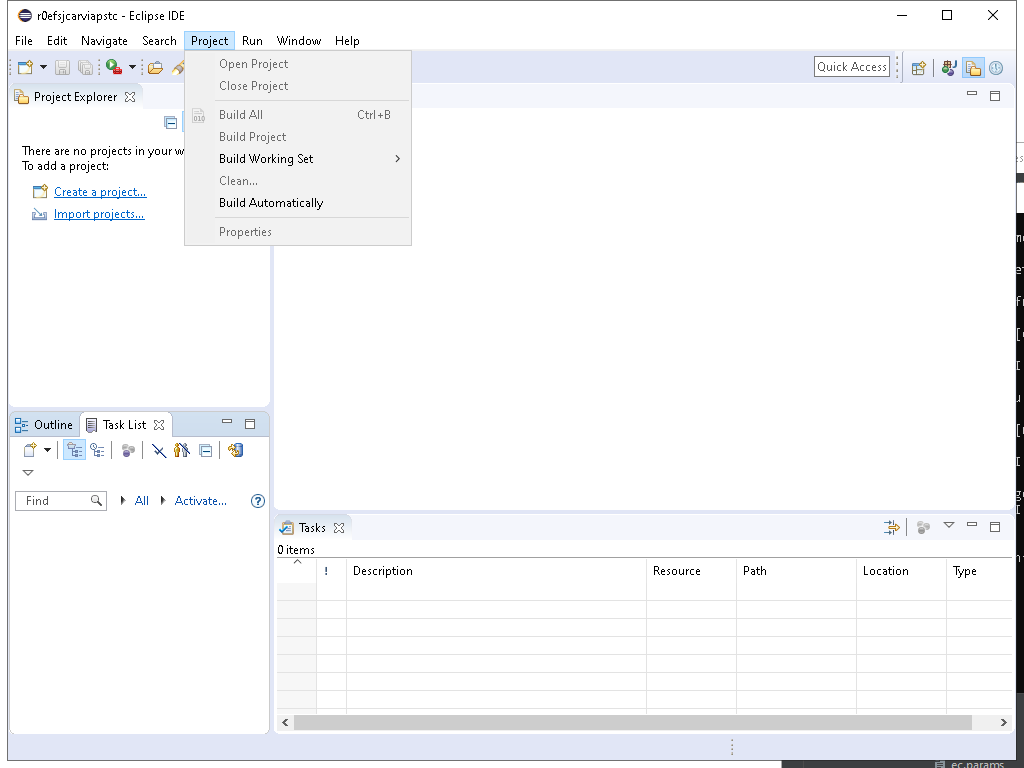 r0efsjcarviapstc - Eclipse IDE
File Edit Navigate Search Project Run Window Help
Quick Access
Open Project
Close Project
Build All Ctrl+B
Build Project
Build Working Set
Clean...
Build Automatically
Properties
Project Explorer
There are no projects in your w
To add a project:
Create a project...
Import projects...
Outline Task List
Find All Activate...
Tasks
0 items
! Description Resource Path Location Type
ec.params